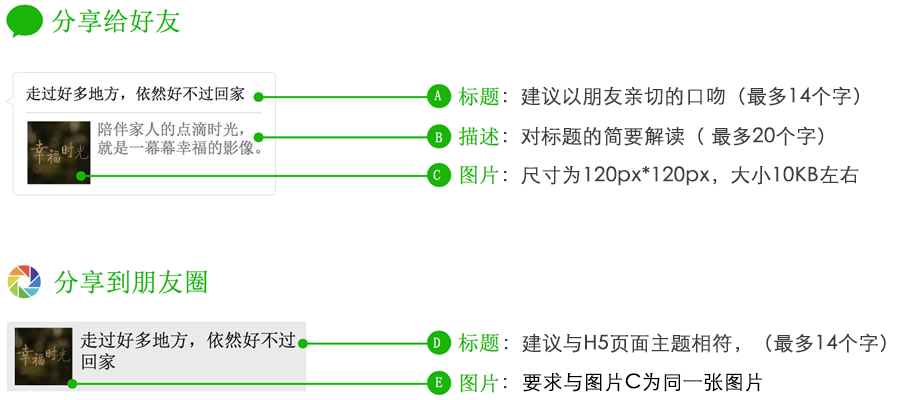 分享给好友
走过好多地方，依然好不过回家
陪伴家人的点滴时光，
就是一幕幕幸福的影像。
幸福时光
A 标题：建议以朋友亲切的口吻（最多14个字）
B 描述：对标题的简要解读（ 最多20个字）
C 图片：尺寸为120px*120px，大小10KB左右
分享到朋友圈
幸福时光
走过好多地方，依然好不过
回家
D 标题：建议与H5页面主题相符，（最多14个字）
E 图片：要求与图片C为同一张图片